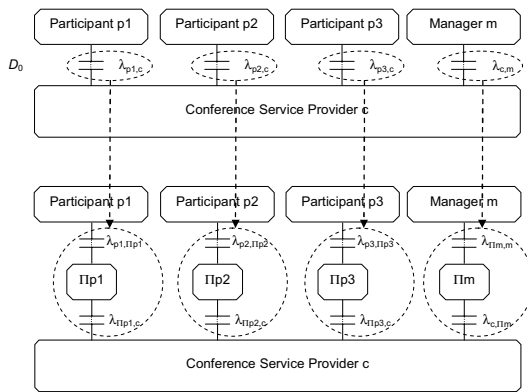 Participant p1 Participant p2 Participant p3 Manager m
D0 λp1,c λp2,c λp3,c λc,m
Conference Service Provider c
Participant p1 Participant p2 Participant p3 Manager m
λp1,Πp1 λp2,Πp2 λp3,Πp3 λΠm,m
Πp1 Πp2 Πp3 Πm
λΠp1,c λΠp2,c λΠp3,c λc,Πm
Conference Service Provider c